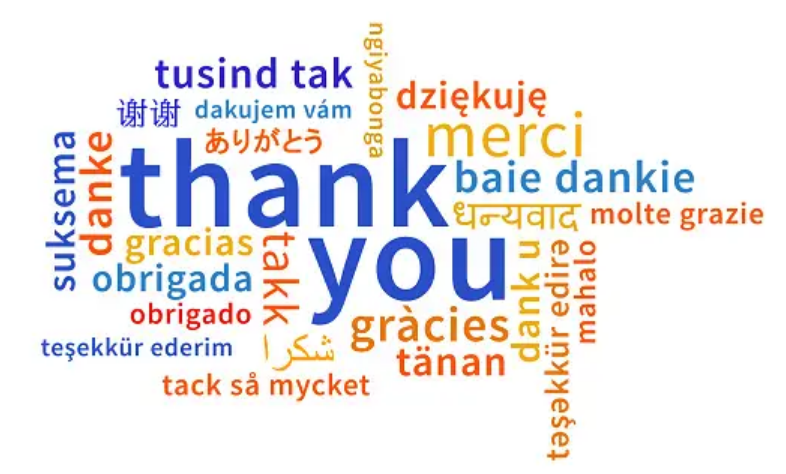 ngiyabonga
tusind tak
dziękuję
谢谢
dakujem vám
ありがとう
merci
suksema
danke
thank
baie dankie
धन्यवाद
molte grazie
gracias
takk
you
dank u
təşəkkür edirə
mahalo
obrigada
obrigado
gràcies
teşekkür ederim
شكرا
tänan
tack så mycket